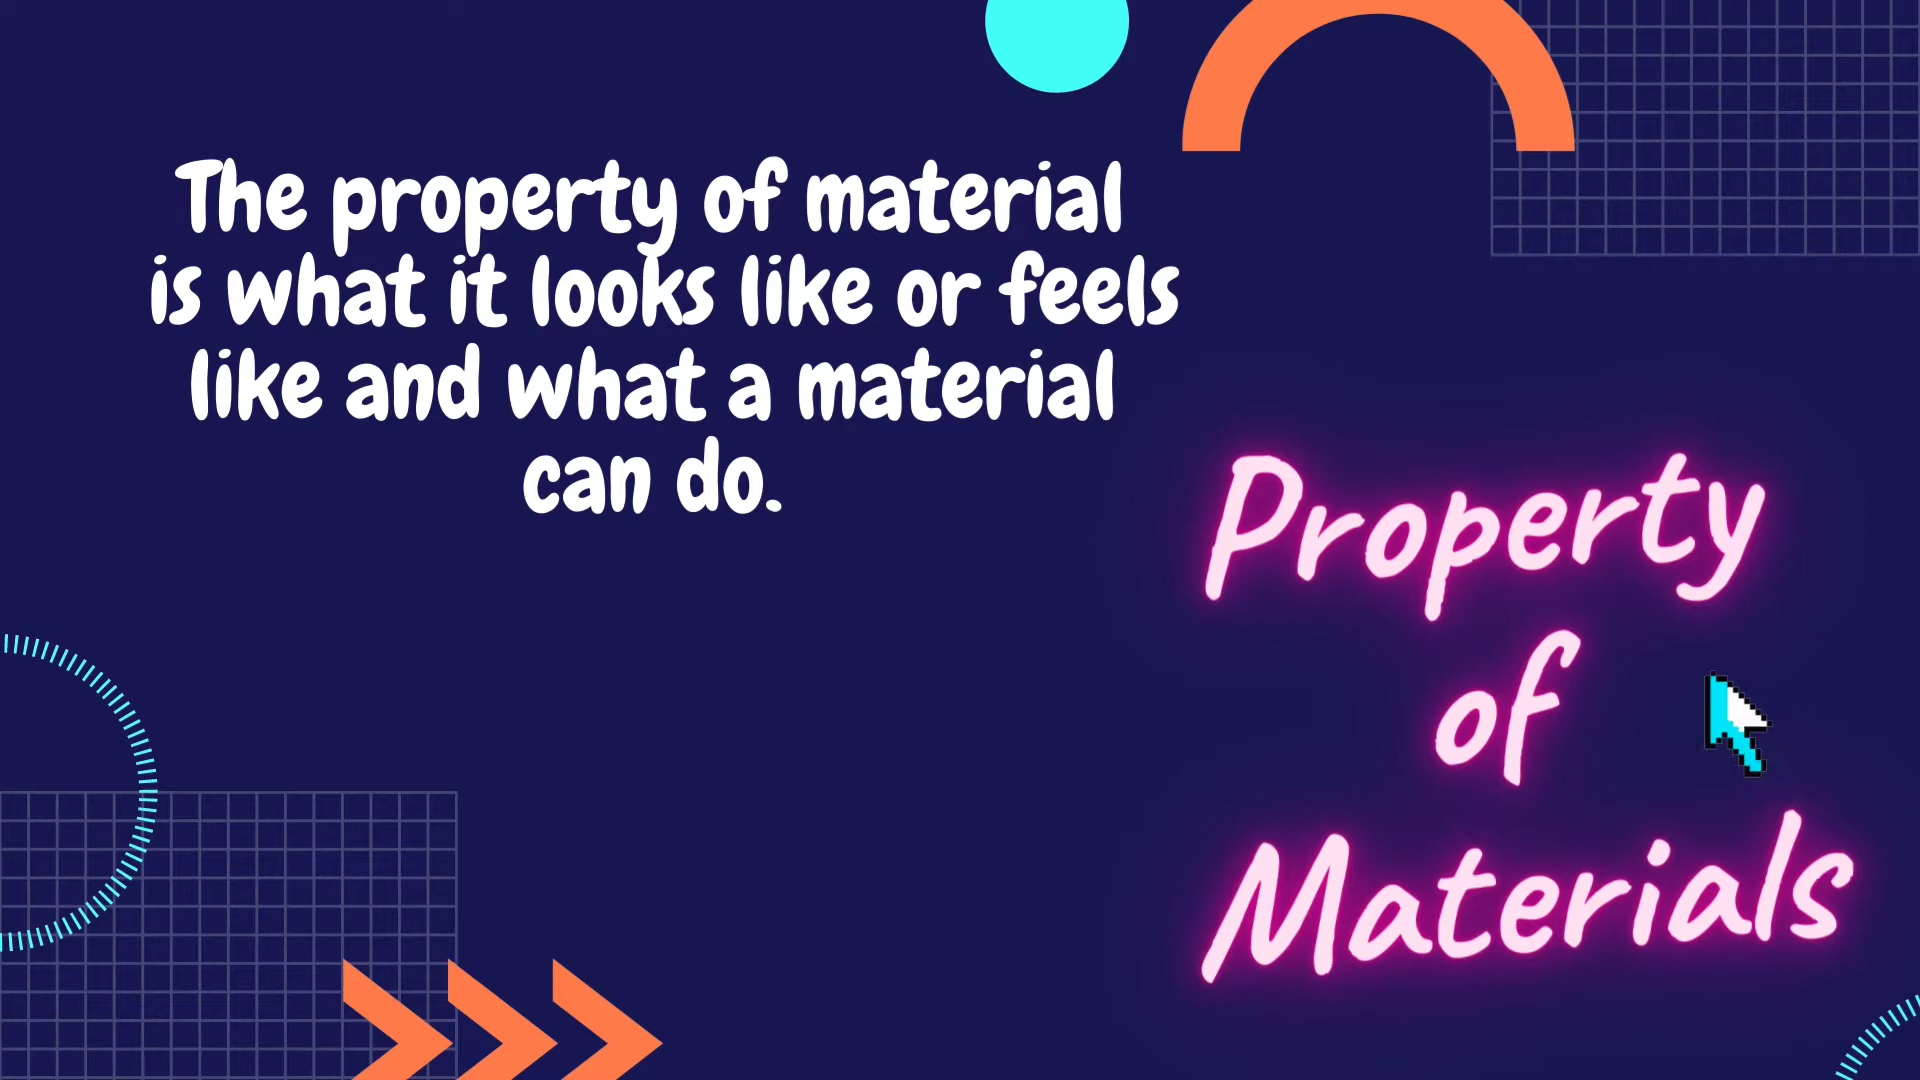 The property of material
is what it looks like or feels
like and what a material
can do.
Property
of
Materials